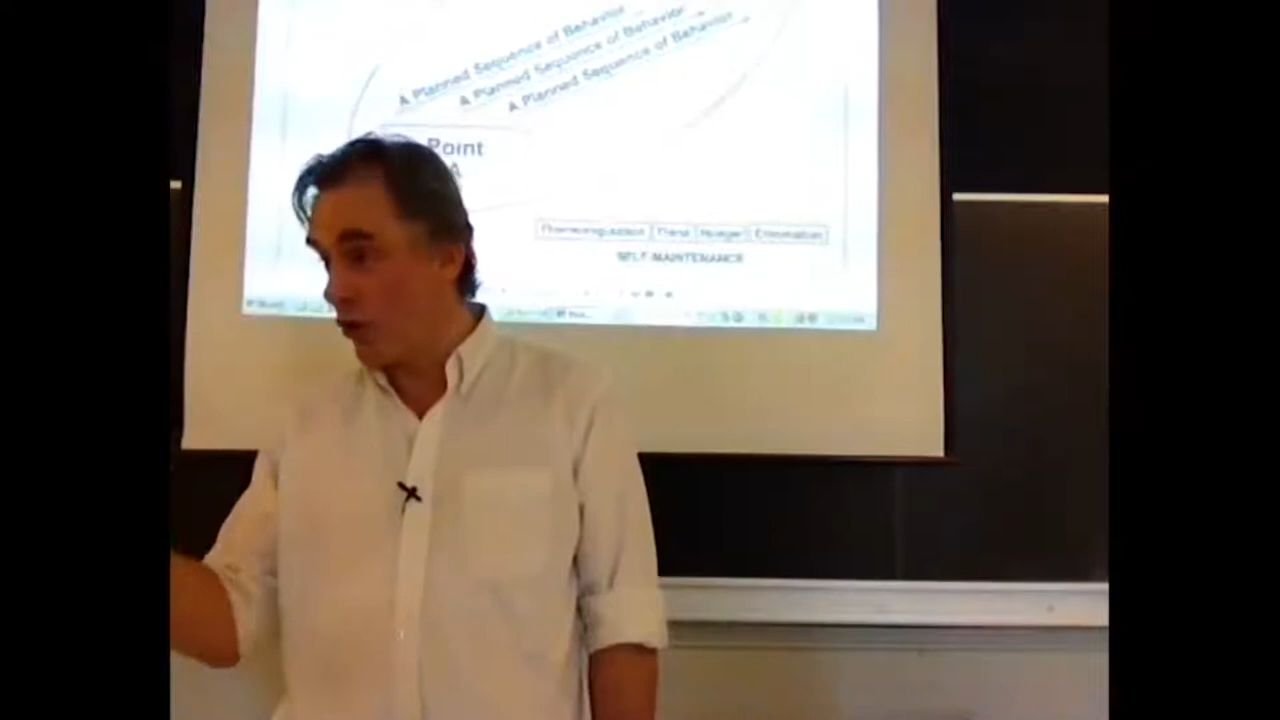 A Planned Sequence of Behavior
A Planned Sequence of Behavior
A Planned Sequence of Behavior
Point
A
Thermoregulation Thirst Hunger Elimination
SELF-MAINTENANCE